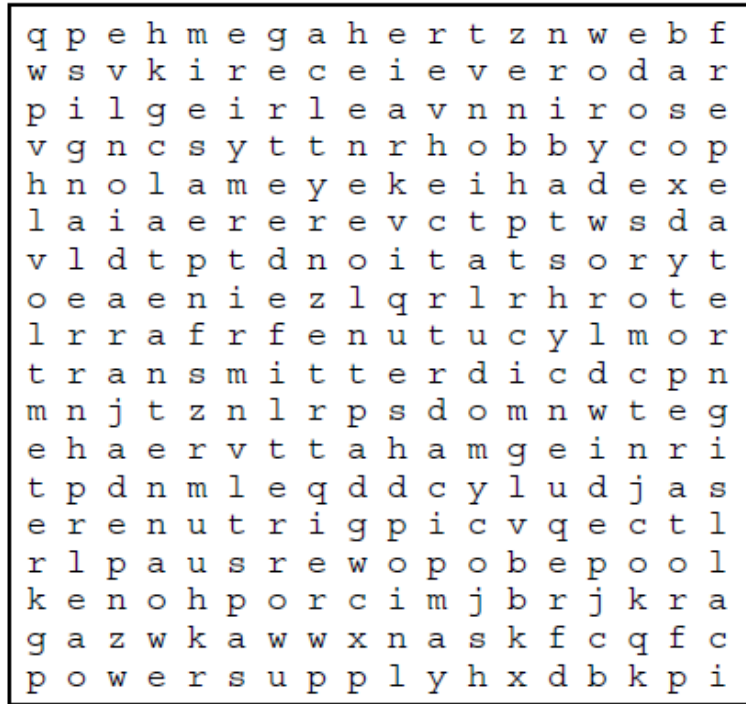 q p e h m e g a h e r t z n w e b f
w s v k i r e c e i e v e r o d a r
p i l g e i r l e a v n n i r o s e
v g n c s y t t n r h o b b y c o p
h n o l a m e y e k e i h a d e x e
l a i a e r e r e v c t p t w s d a
v l d t p t d n o i t a t s o r y t
o e a e n i e z l q r l r h r o t e
l r r a f r f e n u t u c y l m o r
t r a n s m i t t e r d i c d c p n
m n j t z n l r p s d o m n w t e g
e h a e r v t t a h a m g e i n r i
t p d n m l e q d d c y l u d j a s
e r e n u t r i g p i c v q e c t l
r l p a u s r e w o p o b e p o o l
k e n o h p o r c i m j b r j k r a
g a z w k a w w x n a s k f c q f c
p o w e r s u p p l y h x d b k p i